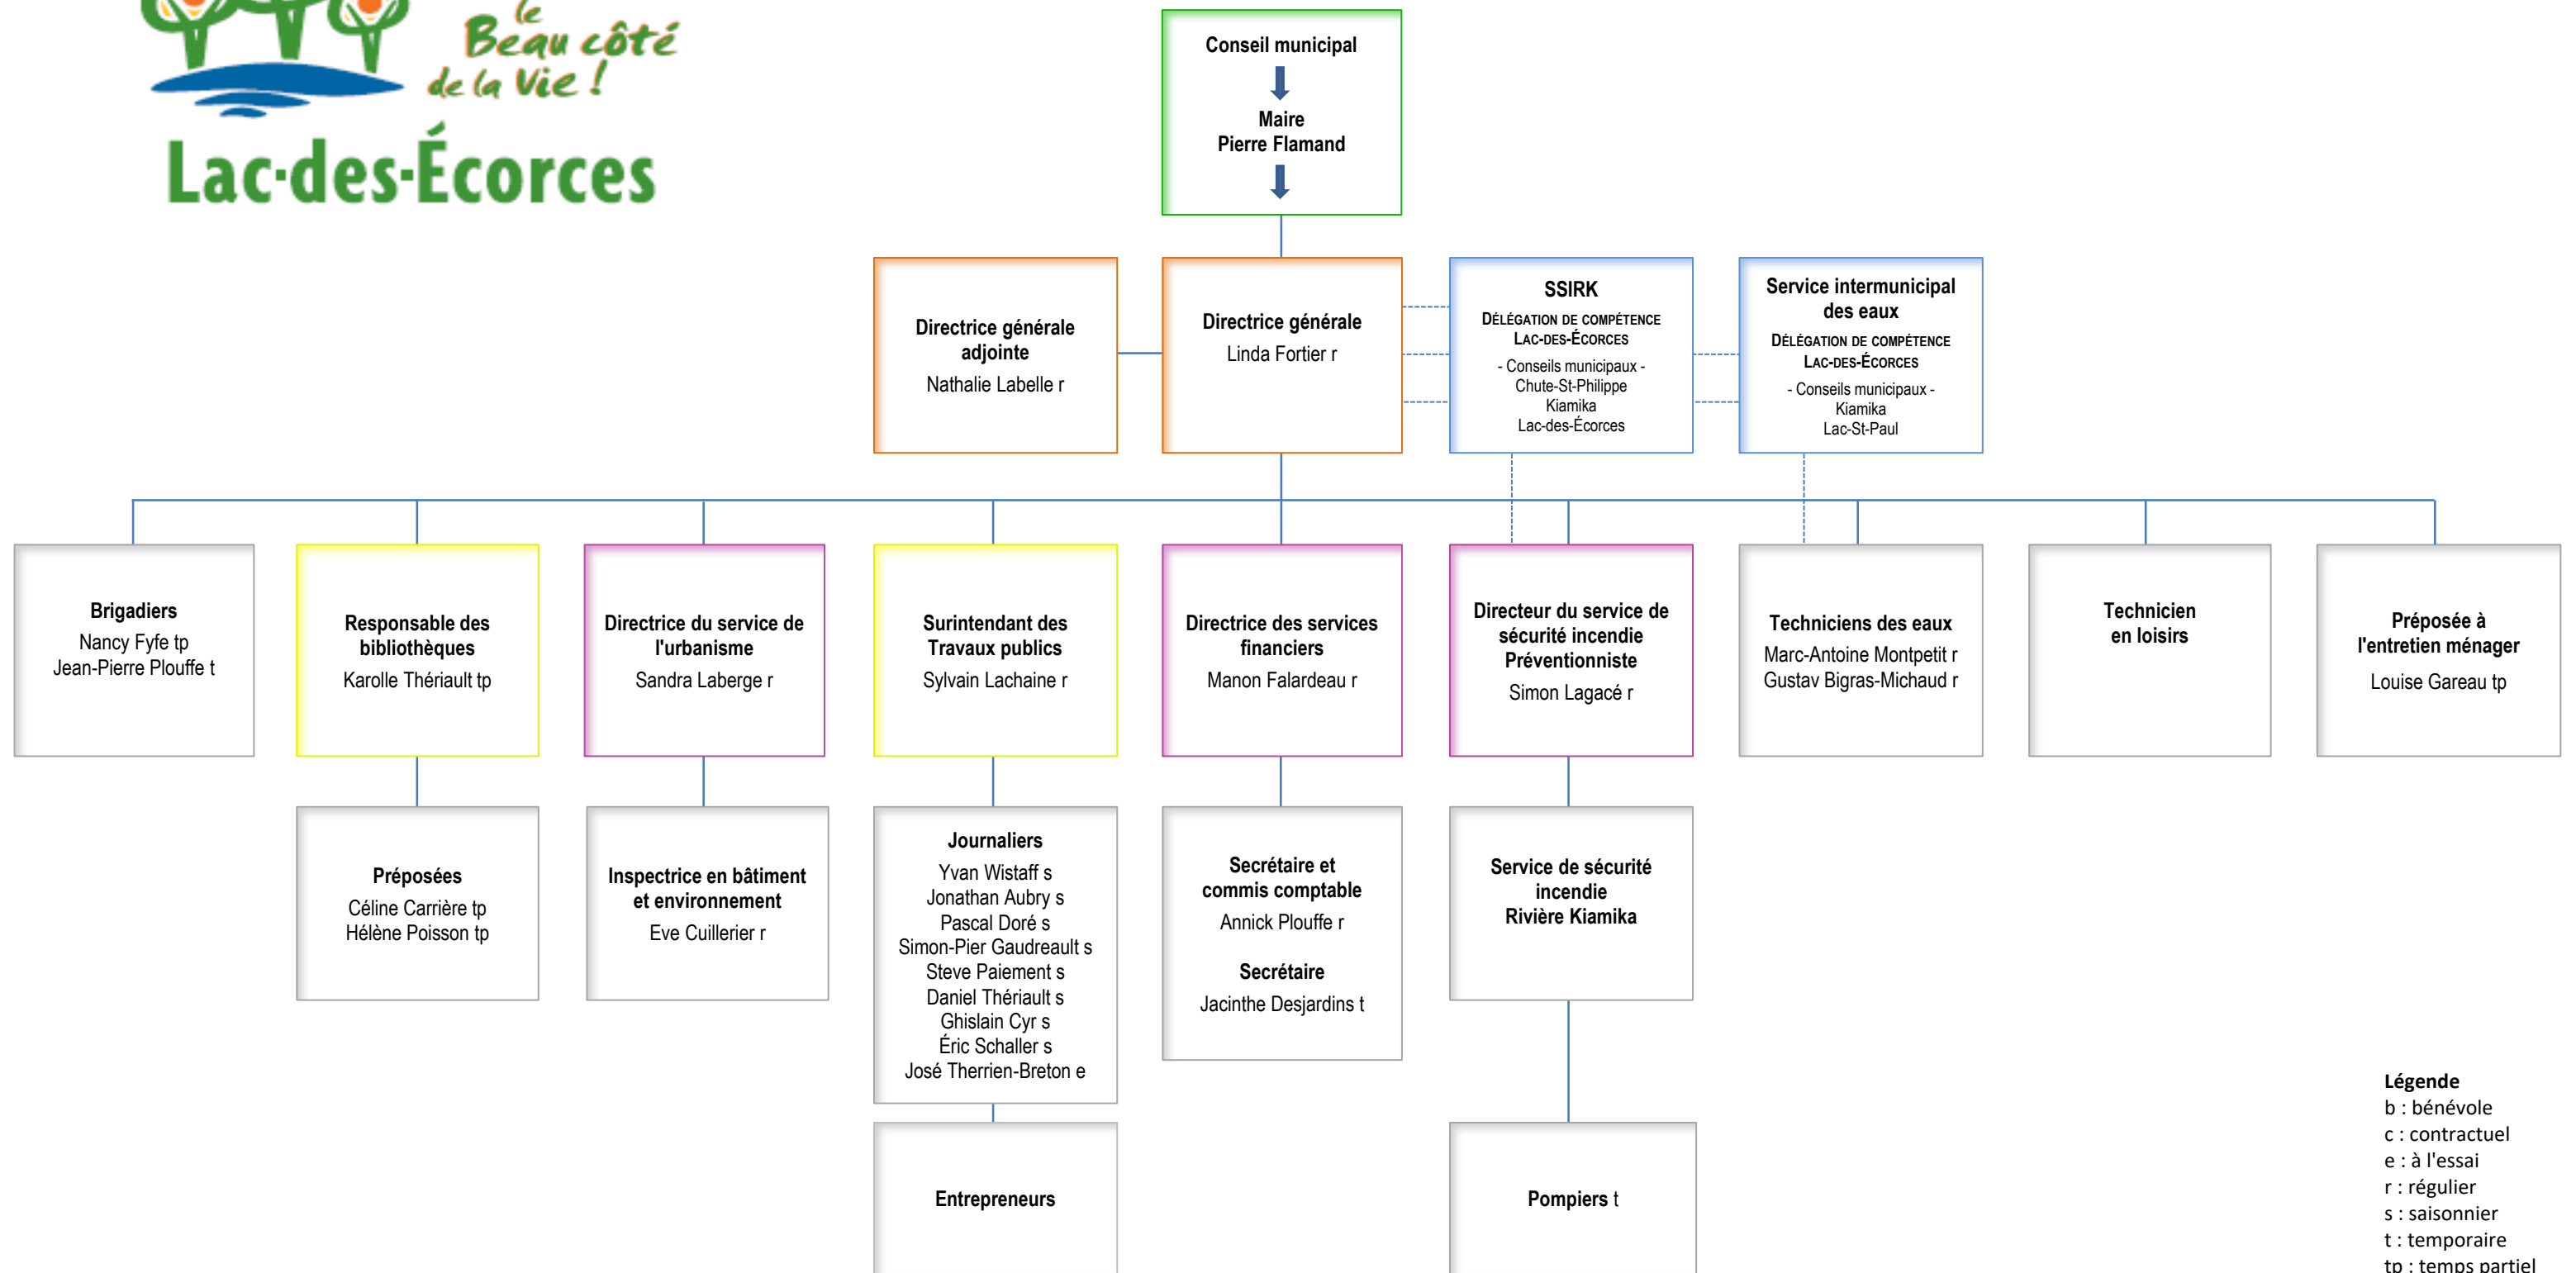 le
Beau côté
de la Vie !
Lac-des-Écorces
Conseil municipal
Maire
Pierre Flamand
Directrice générale
adjointe
Nathalie Labelle r
Directrice générale
Linda Fortier r
SSIRK
DÉLÉGATION DE COMPÉTENCE
LAC-DES-ÉCORCES
- Conseils municipaux -
Chute-St-Philippe
Kiamika
Lac-des-Écorces
Service intermunicipal
des eaux
DÉLÉGATION DE COMPÉTENCE
LAC-DES-ÉCORCES
- Conseils municipaux -
Kiamika
Lac-St-Paul
Brigadiers
Nancy Fyfe tp
Jean-Pierre Plouffe t
Responsable des
bibliothèques
Karolle Thériault tp
Directrice du service de
l'urbanisme
Sandra Laberge r
Surintendant des
Travaux publics
Sylvain Lachaine r
Directrice des services
financiers
Manon Falardeau r
Directeur du service de
sécurité incendie
Préventionniste
Simon Lagacé r
Techniciens des eaux
Marc-Antoine Montpetit r
Gustav Bigras-Michaud r
Technicien
en loisirs
Préposée à
l'entretien ménager
Louise Gareau tp
Préposées
Céline Carrière tp
Hélène Poisson tp
Inspectrice en bâtiment
et environnement
Eve Cuillerier r
Journaliers
Yvan Wistaff s
Jonathan Aubry s
Pascal Doré s
Simon-Pier Gaudreault s
Steve Paiement s
Daniel Thériault s
Ghislain Cyr s
Éric Schaller s
José Therrien-Breton e
Secrétaire et
commis comptable
Annick Plouffe r
Secrétaire
Jacinthe Desjardins t
Service de sécurité
incendie
Rivière Kiamika
Entrepreneurs
Pompiers t
Légende
b : bénévole
c : contractuel
e : à l'essai
r : régulier
s : saisonnier
t : temporaire
tp : temps partiel